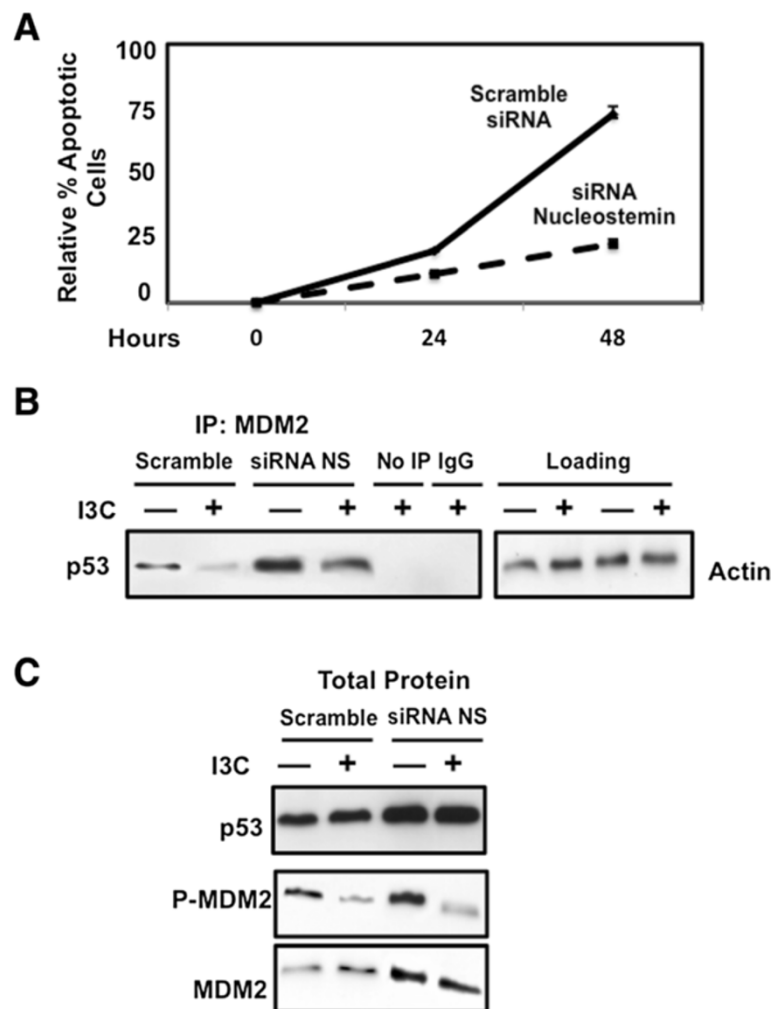 A
100
75
50
25
0
Relative % Apoptotic
Cells
Scramble
siRNA
siRNA
Nucleostemin
Hours 0 24 48
B
IP: MDM2
Scramble siRNA NS No IP IgG Loading
I3C — + — + + + — + — +
p53 Actin
C
Total Protein
Scramble siRNA NS
I3C — + — +
p53
P-MDM2
MDM2